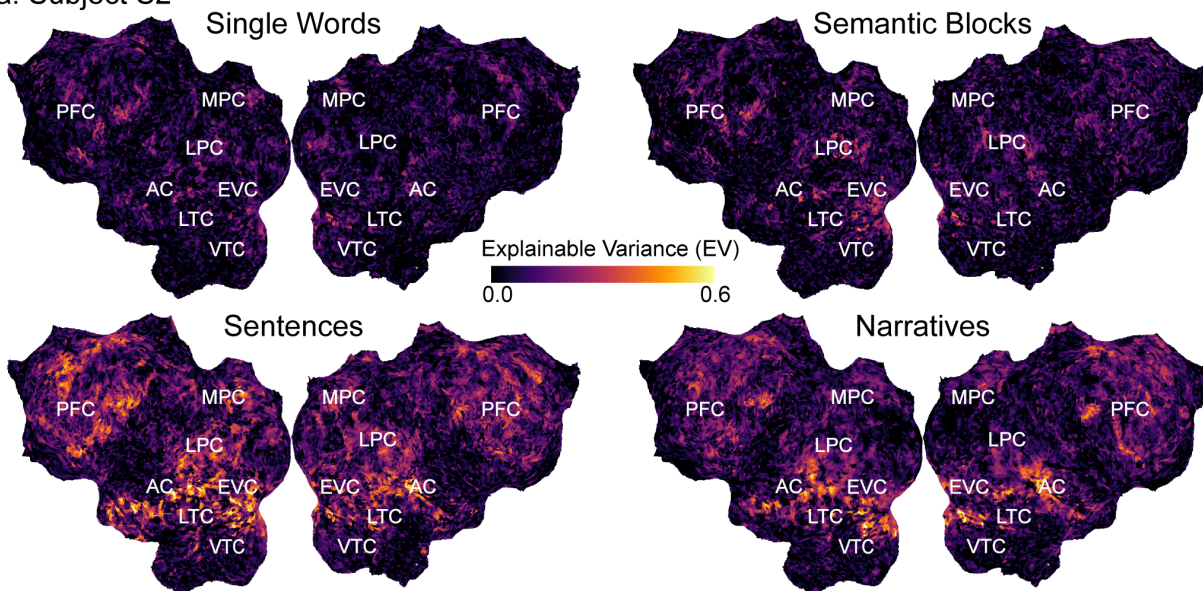 a. Subject S2
Single Words
Semantic Blocks
PFC MPC LPC AC EVC LTC VTC
MPC PFC LPC EVC AC LTC VTC
PFC MPC LPC AC EVC LTC VTC
MPC PFC LPC EVC AC LTC VTC
Explainable Variance (EV)
0.0 0.6
Sentences
Narratives
PFC MPC LPC AC EVC LTC VTC
MPC PFC LPC EVC AC LTC VTC
PFC MPC LPC AC EVC LTC VTC
MPC PFC LPC EVC AC LTC VTC